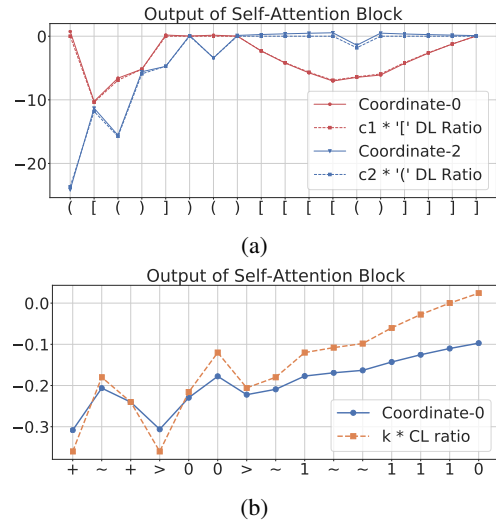 Output of Self-Attention Block
0
−10
−20
Coordinate-0
c1 * '[' DL Ratio
Coordinate-2
c2 * '(' DL Ratio
( [ ( ) ] ) ( ) [ [ [ [ ( ) ] ] ] ]
(a)
Output of Self-Attention Block
0.0
−0.1
−0.2
−0.3
Coordinate-0
k * CL ratio
+ ~ + > 0 0 > ~ 1 ~ ~ 1 1 1 0
(b)